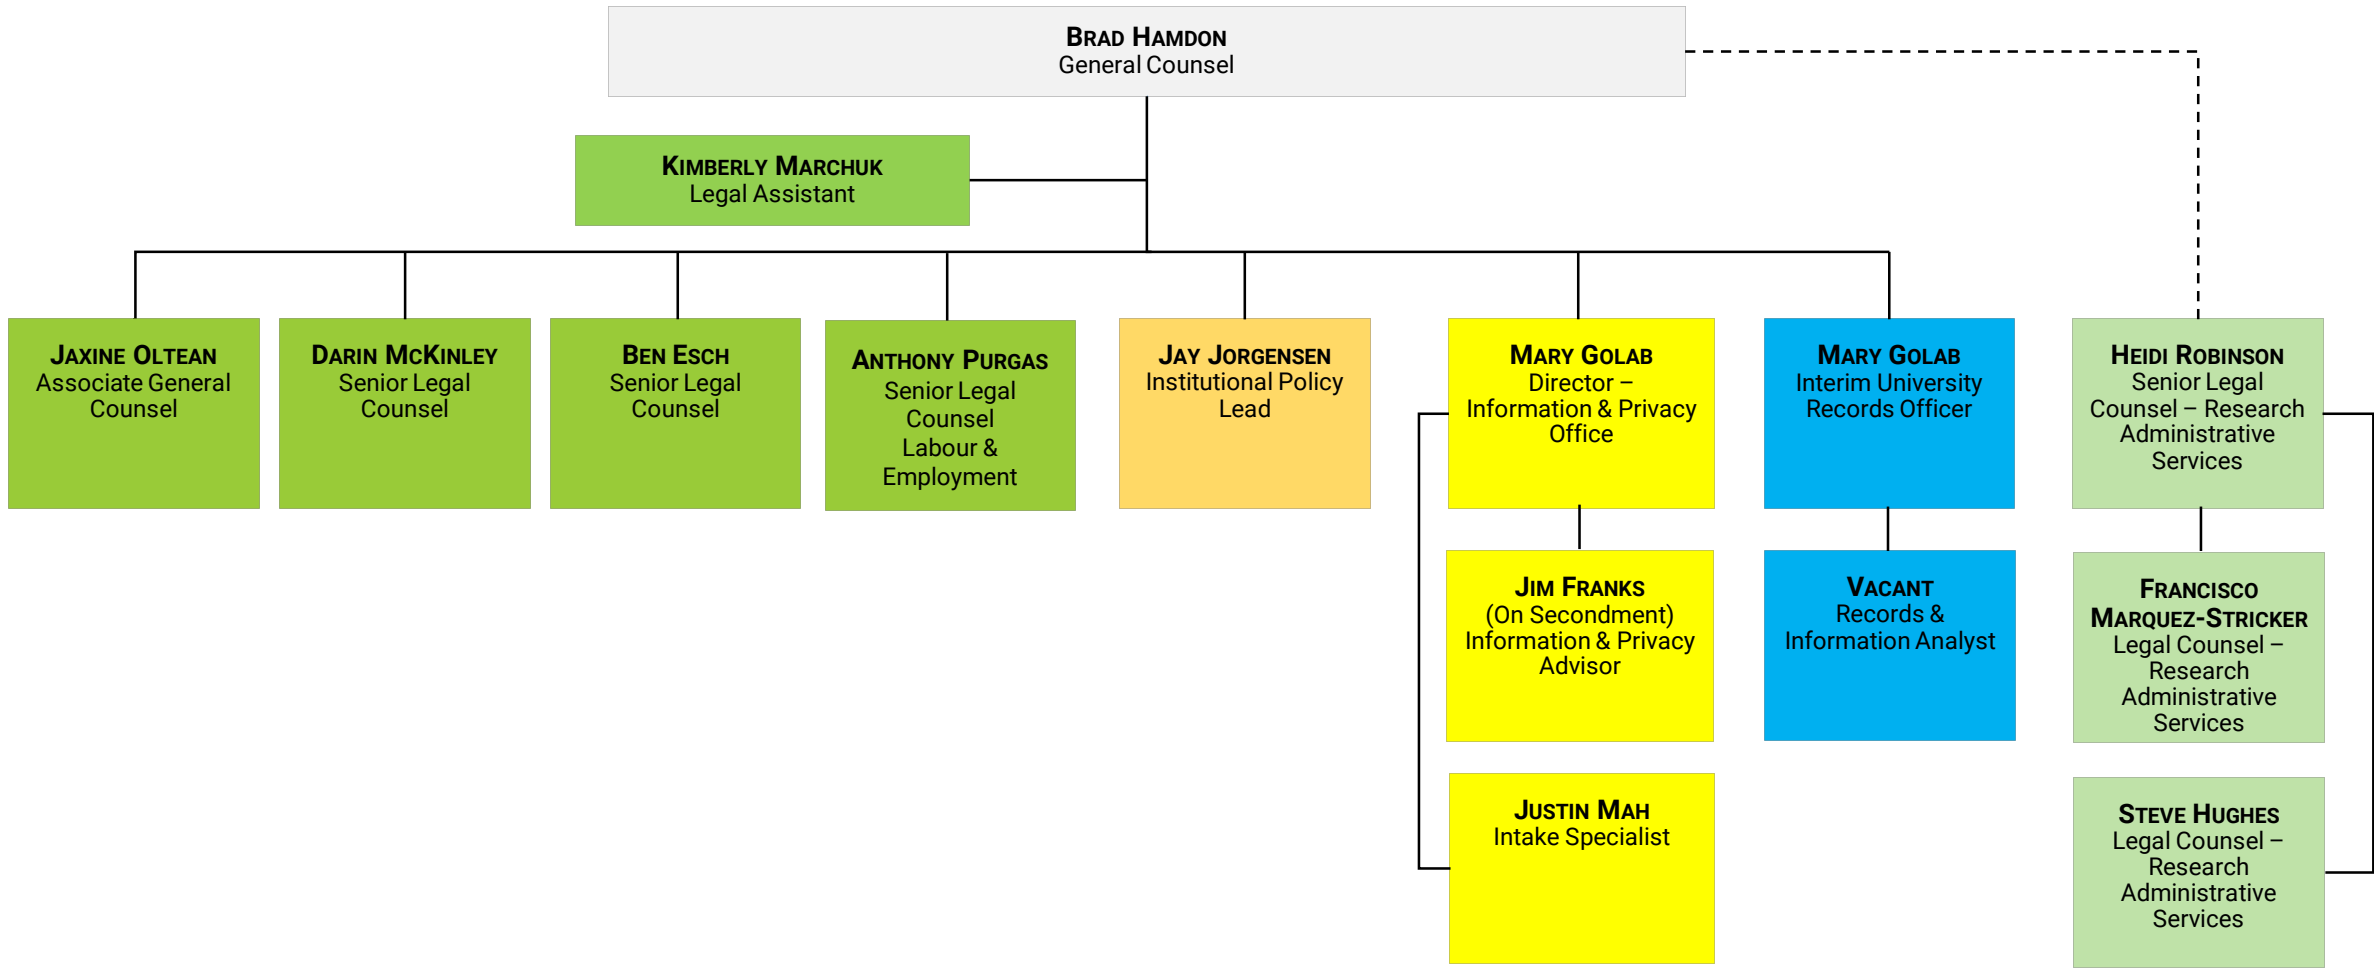 BRAD HAMDON
General Counsel
KIMBERLY MARCHUK
Legal Assistant
JAXINE OLTEAN
Associate General
Counsel
DARIN MCKINLEY
Senior Legal
Counsel
BEN ESCH
Senior Legal
Counsel
ANTHONY PURGAS
Senior Legal
Counsel
Labour &
Employment
JAY JORGENSEN
Institutional Policy
Lead
MARY GOLAB
Director –
Information & Privacy
Office
MARY GOLAB
Interim University
Records Officer
HEIDI ROBINSON
Senior Legal
Counsel – Research
Administrative
Services
JIM FRANKS
(On Secondment)
Information & Privacy
Advisor
VACANT
Records &
Information Analyst
FRANCISCO
MARQUEZ-STRICKER
Legal Counsel –
Research
Administrative
Services
JUSTIN MAH
Intake Specialist
STEVE HUGHES
Legal Counsel –
Research
Administrative
Services